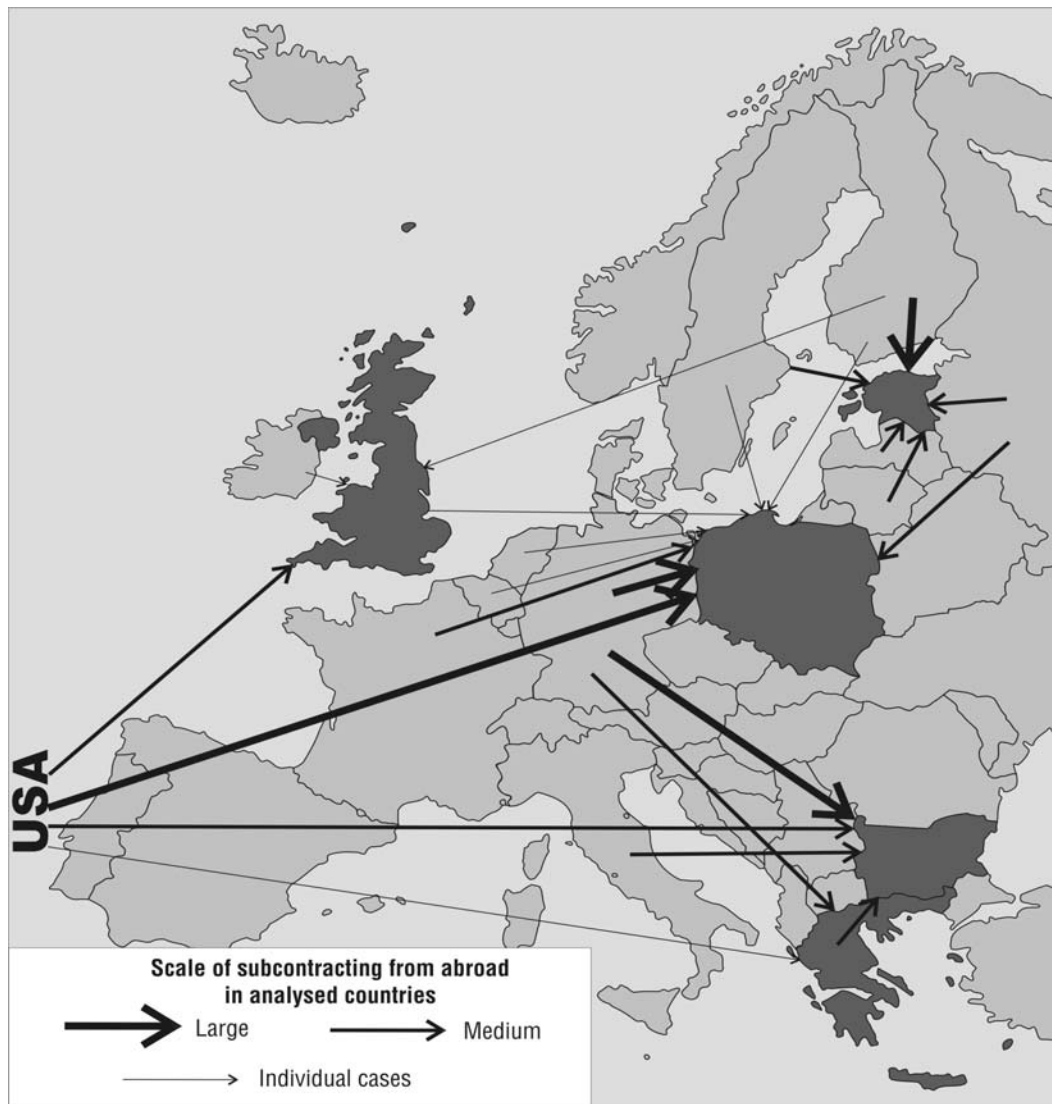 USA
Scale of subcontracting from abroad
in analysed countries
Large
Medium
Individual cases